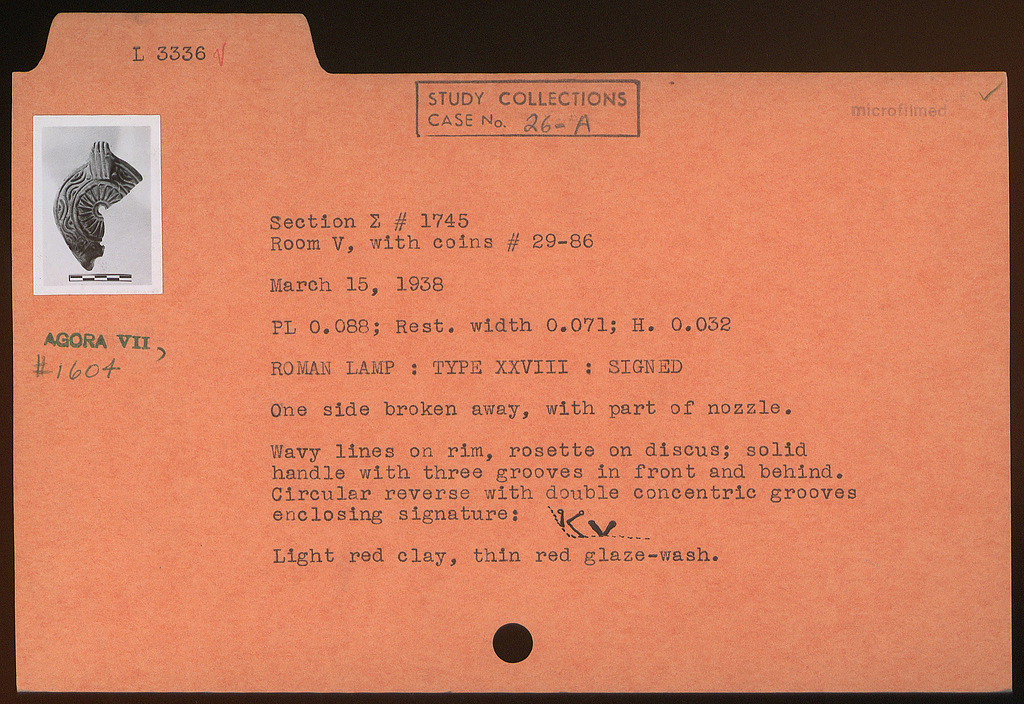 L 3336 √
STUDY COLLECTIONS
CASE No. 26-A
microfilmed
Section Σ # 1745
Room V, with coins # 29-86
March 15, 1938
PL 0.088; Rest. width 0.071; H. 0.032
AGORA VII,
#1604
ROMAN LAMP : TYPE XXVIII : SIGNED
One side broken away, with part of nozzle.
Wavy lines on rim, rosette on discus; solid
handle with three grooves in front and behind.
Circular reverse with double concentric grooves
enclosing signature: Κν
Light red clay, thin red glaze-wash.